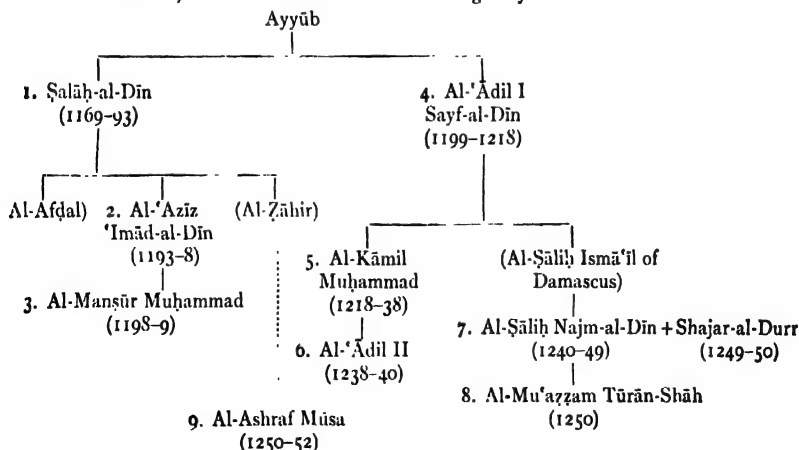 Ayyūb
1. Ṣalāḥ-al-Dīn
(1169–93)
4. Al-'Ādil I
Sayf-al-Dīn
(1199–1218)
Al-Afḍal)
2. Al-'Azīz
'Imād-al-Dīn
(1193–8)
(Al-Ẓāhir)
3. Al-Manṣūr Muḥammad
(1198–9)
5. Al-Kāmil
Muḥammad
(1218–38)
(Al-Ṣāliḥ Ismā'īl of
Damascus)
6. Al-'Ādil II
(1238–40)
7. Al-Ṣāliḥ Najm-al-Dīn + Shajar-al-Durr
(1240–49) (1249–50)
8. Al-Mu'aẓẓam Tūrān-Shāh
(1250)
9. Al-Ashraf Mūsa
(1250–52)